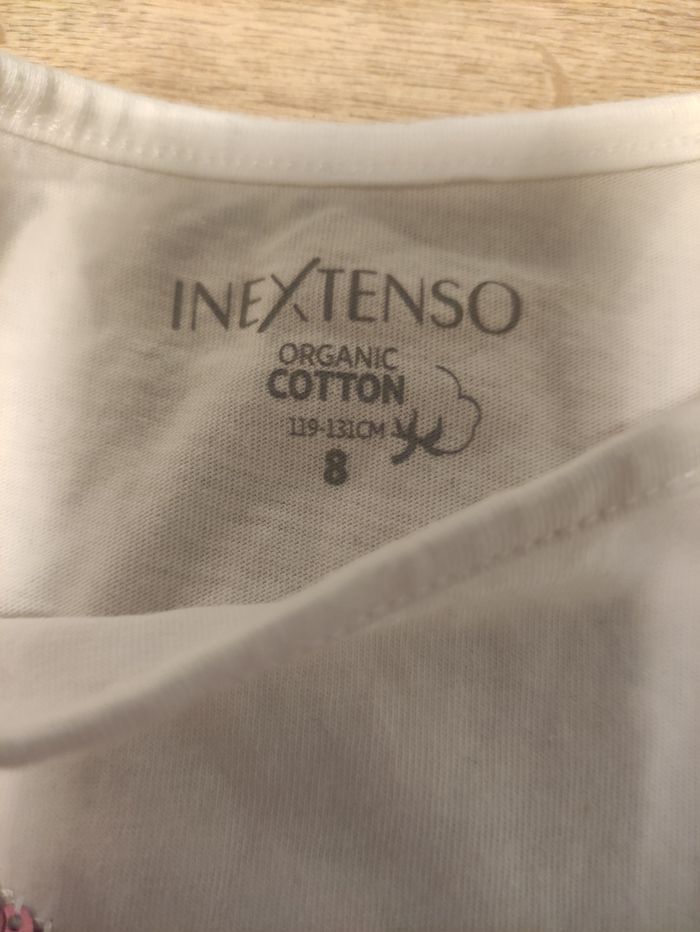 INEXTENSO
ORGANIC
COTTON
119-131CM
8